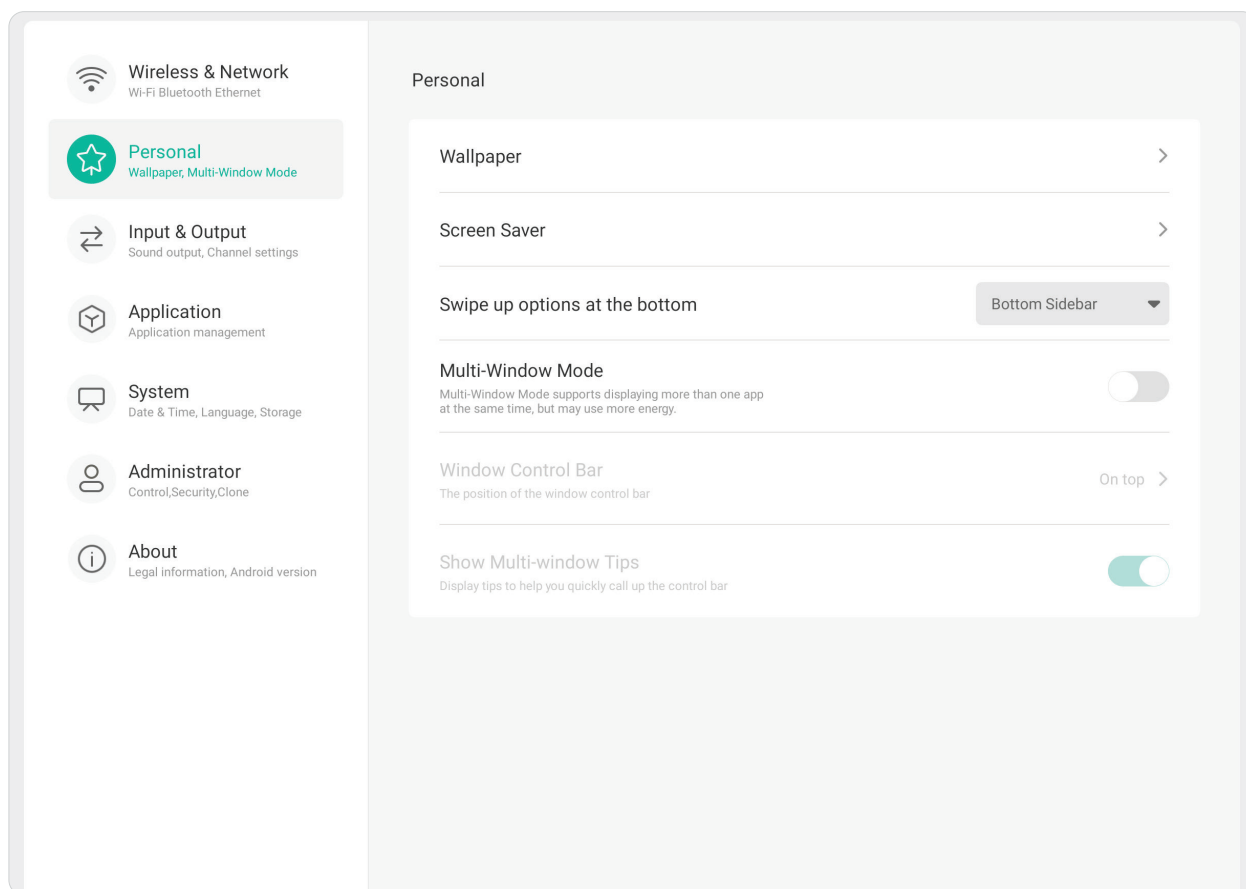 Wireless & Network
Wi-Fi Bluetooth Ethernet
Personal
Wallpaper, Multi-Window Mode
Input & Output
Sound output, Channel settings
Application
Application management
System
Date & Time, Language, Storage
Administrator
Control,Security,Clone
About
Legal information, Android version
Personal
Wallpaper
Screen Saver
Swipe up options at the bottom
Bottom Sidebar
Multi-Window Mode
Multi-Window Mode supports displaying more than one app
at the same time, but may use more energy.
Window Control Bar
The position of the window control bar
On top
Show Multi-window Tips
Display tips to help you quickly call up the control bar